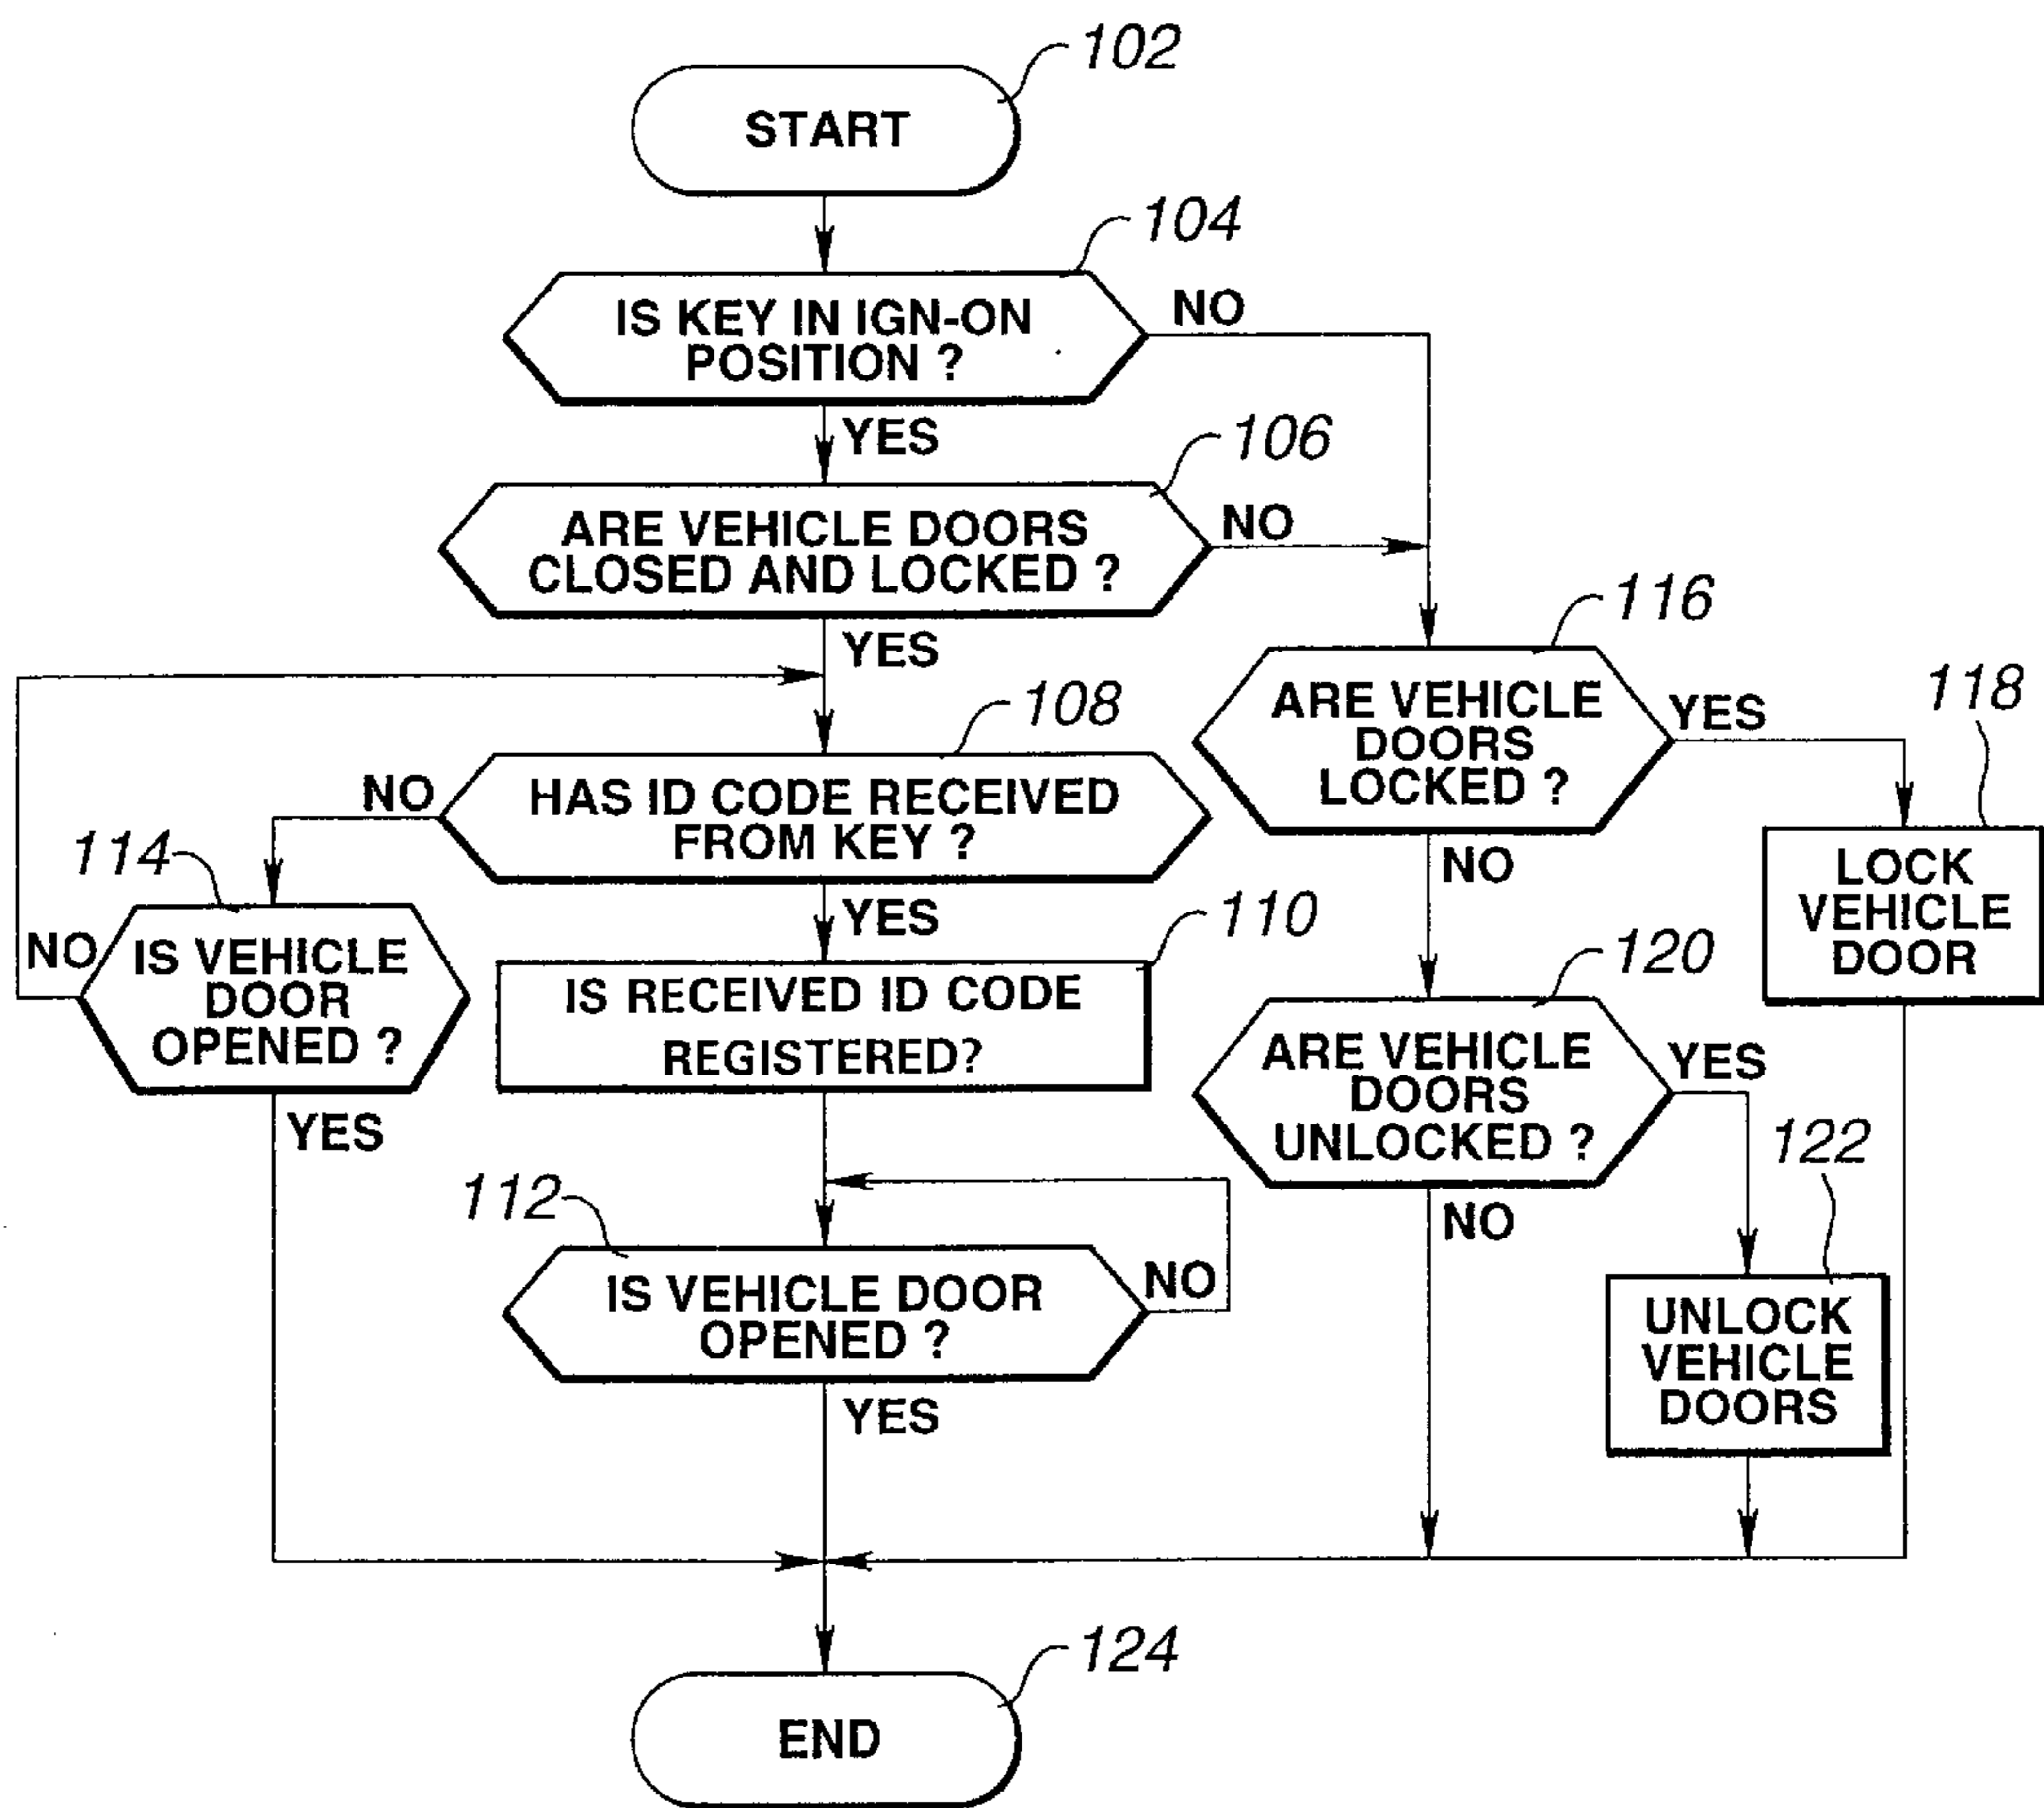 102
START
104
IS KEY IN IGN-ON
POSITION ?
NO
YES
106
ARE VEHICLE DOORS
CLOSED AND LOCKED ?
NO
YES
108
HAS ID CODE RECEIVED
FROM KEY ?
NO
YES
114
IS VEHICLE
DOOR
OPENED ?
NO
YES
110
IS RECEIVED ID CODE
REGISTERED?
112
IS VEHICLE DOOR
OPENED ?
NO
YES
116
ARE VEHICLE
DOORS
LOCKED ?
YES
NO
118
LOCK
VEHICLE
DOOR
120
ARE VEHICLE
DOORS
UNLOCKED ?
YES
NO
122
UNLOCK
VEHICLE
DOORS
124
END